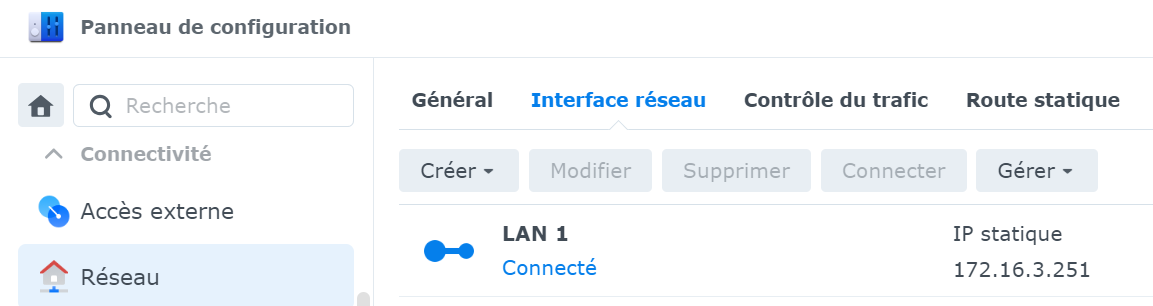 Panneau de configuration
Recherche
Général Interface réseau Contrôle du trafic Route statique
Connectivité
Créer Modifier Supprimer Connecter Gérer
Accès externe
LAN 1 IP statique
Connecté 172.16.3.251
Réseau